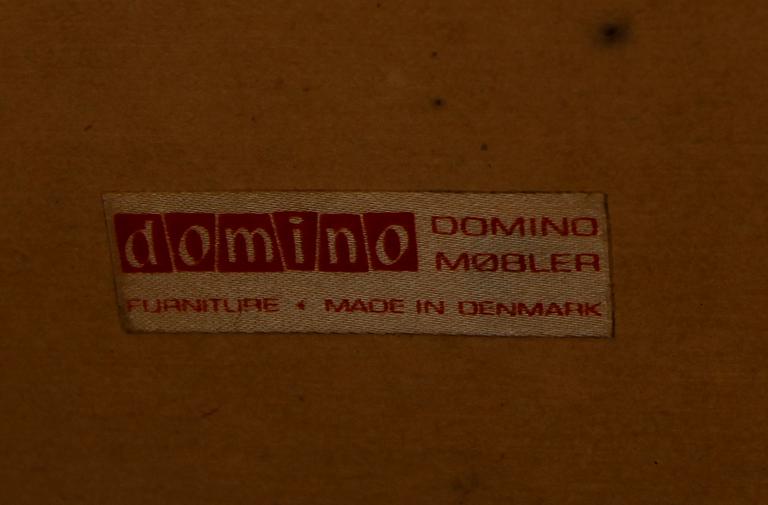 domino DOMINO
MØBLER
FURNITURE • MADE IN DENMARK